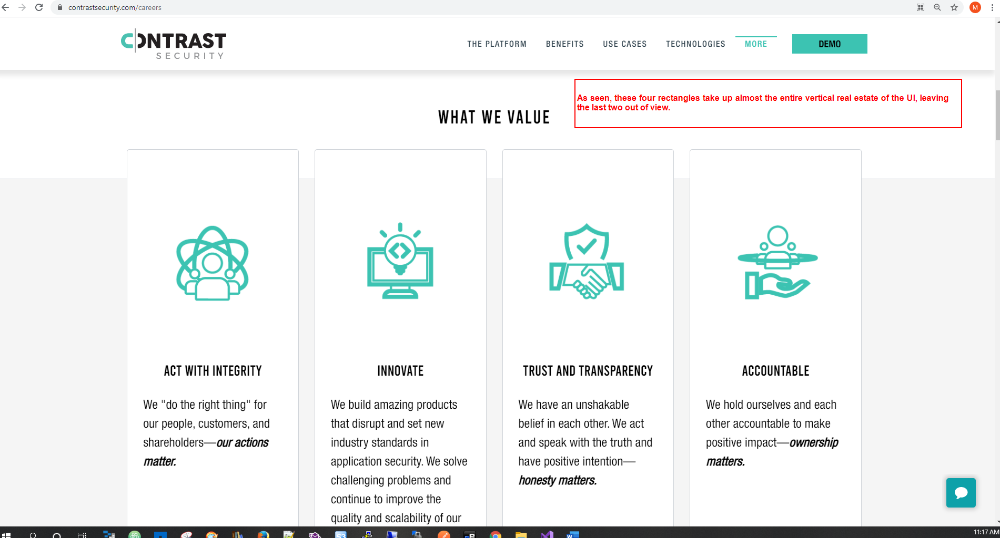 contrastsecurity.com/careers
M
CONTRAST
SECURITY
THE PLATFORM
BENEFITS
USE CASES
TECHNOLOGIES
MORE
DEMO
As seen, these four rectangles take up almost the entire vertical real estate of the UI, leaving
the last two out of view.
WHAT WE VALUE
ACT WITH INTEGRITY
We "do the right thing" for
our people, customers, and
shareholders—our actions
matter.
INNOVATE
We build amazing products
that disrupt and set new
industry standards in
application security. We solve
challenging problems and
continue to improve the
quality and scalability of our
TRUST AND TRANSPARENCY
We have an unshakable
belief in each other. We act
and speak with the truth and
have positive intention—
honesty matters.
ACCOUNTABLE
We hold ourselves and each
other accountable to make
positive impact—ownership
matters.
S3
11:17 AM